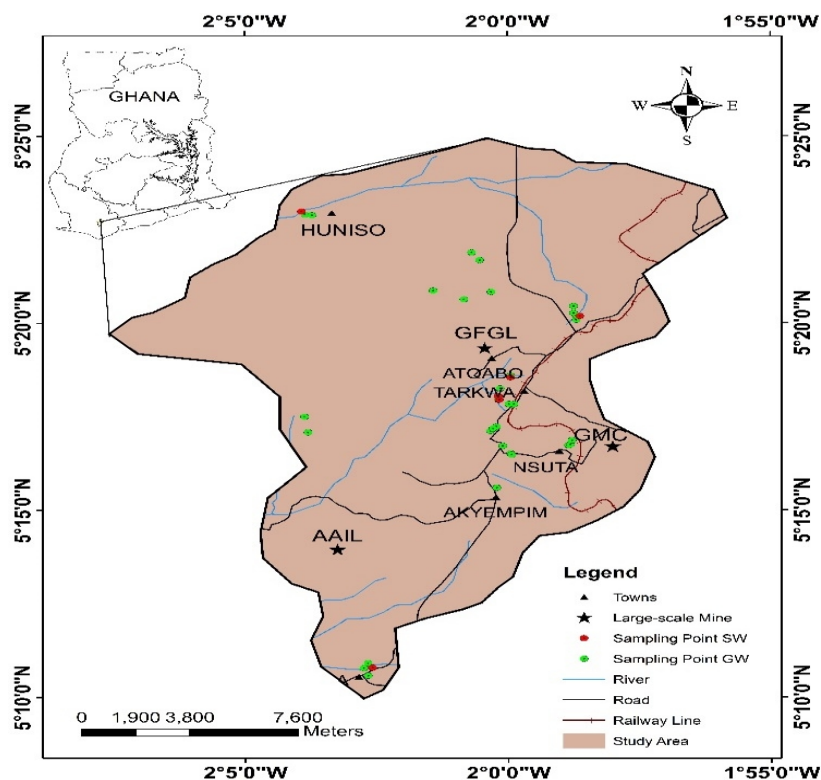 2°5'0"W 2°0'0"W 1°55'0"W
GHANA
N
W E
S
5°25'0"N 5°25'0"N
HUNISO
5°20'0"N 5°20'0"N
GFGL
ATOABO
TARKWA
GMC
NSUTA
5°15'0"N 5°15'0"N
AKYEMPIM
AAIL
Legend
Towns
Large-scale Mine
Sampling Point SW
Sampling Point GW
River
Road
Railway Line
Study Area
5°10'0"N 5°10'0"N
0 1,900 3,800 7,600
Meters
2°5'0"W 2°0'0"W 1°55'0"W